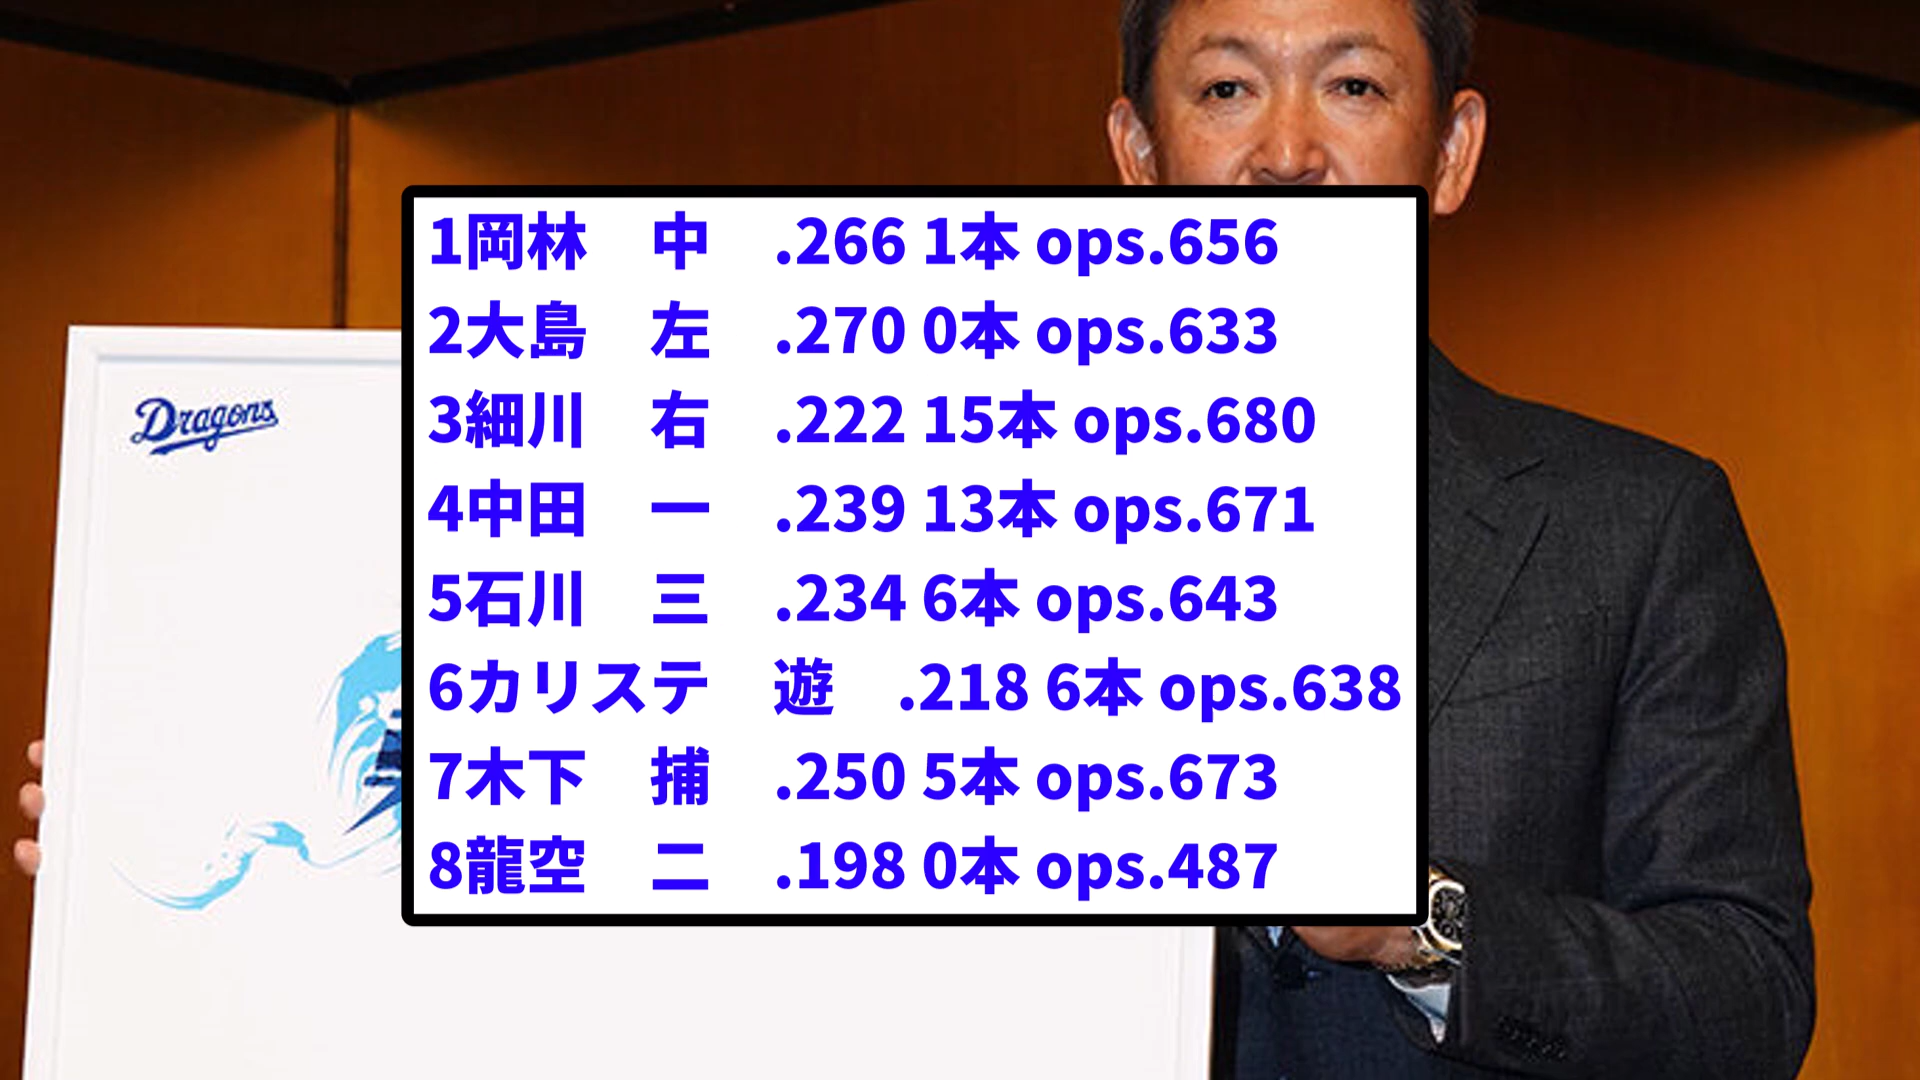 1岡林　中　.266 1本 ops.656
2大島　左　.270 0本 ops.633
3細川　右　.222 15本 ops.680
4中田　一　.239 13本 ops.671
5石川　三　.234 6本 ops.643
6カリステ　遊　.218 6本 ops.638
7木下　捕　.250 5本 ops.673
8龍空　二　.198 0本 ops.487
Dragons